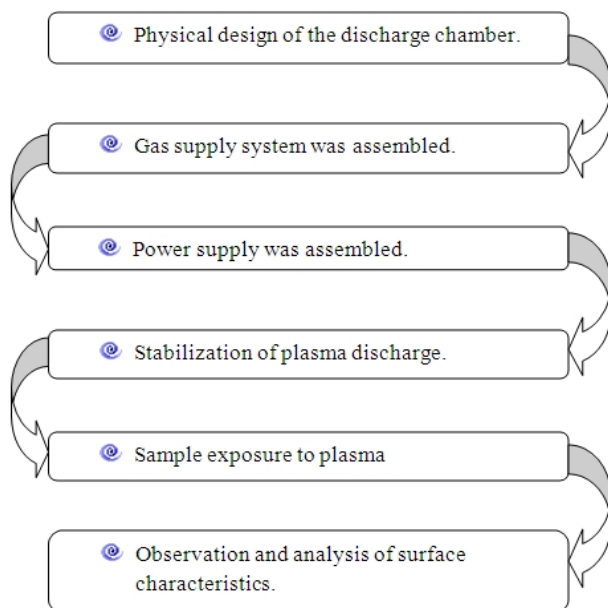 Physical design of the discharge chamber.
Gas supply system was assembled.
Power supply was assembled.
Stabilization of plasma discharge.
Sample exposure to plasma
Observation and analysis of surface
characteristics.